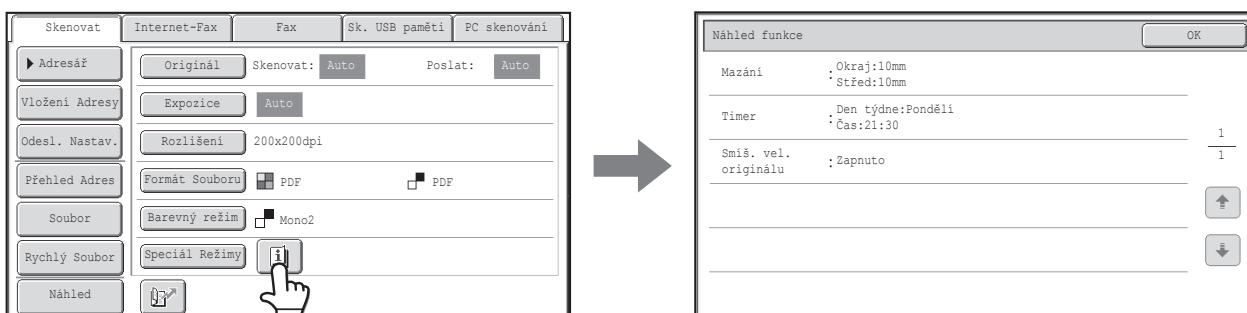 Skenovat Internet-Fax Fax Sk. USB paměti PC skenování
Adresář Originál Skenovat: Auto Poslat: Auto
Vložení Adresy Expozice Auto
Odesl. Nastav. Rozlišení 200x200dpi
Přehled Adres Formát Souboru PDF PDF
Soubor Barevný režim Mono2
Rychlý Soubor Speciál Režimy
Náhled
Náhled funkce OK
Mazání :Okraj:10mm
Střed:10mm
Timer :Den týdne:Pondělí
Čas:21:30
Smíš. vel.
originálu :Zapnuto
1
1